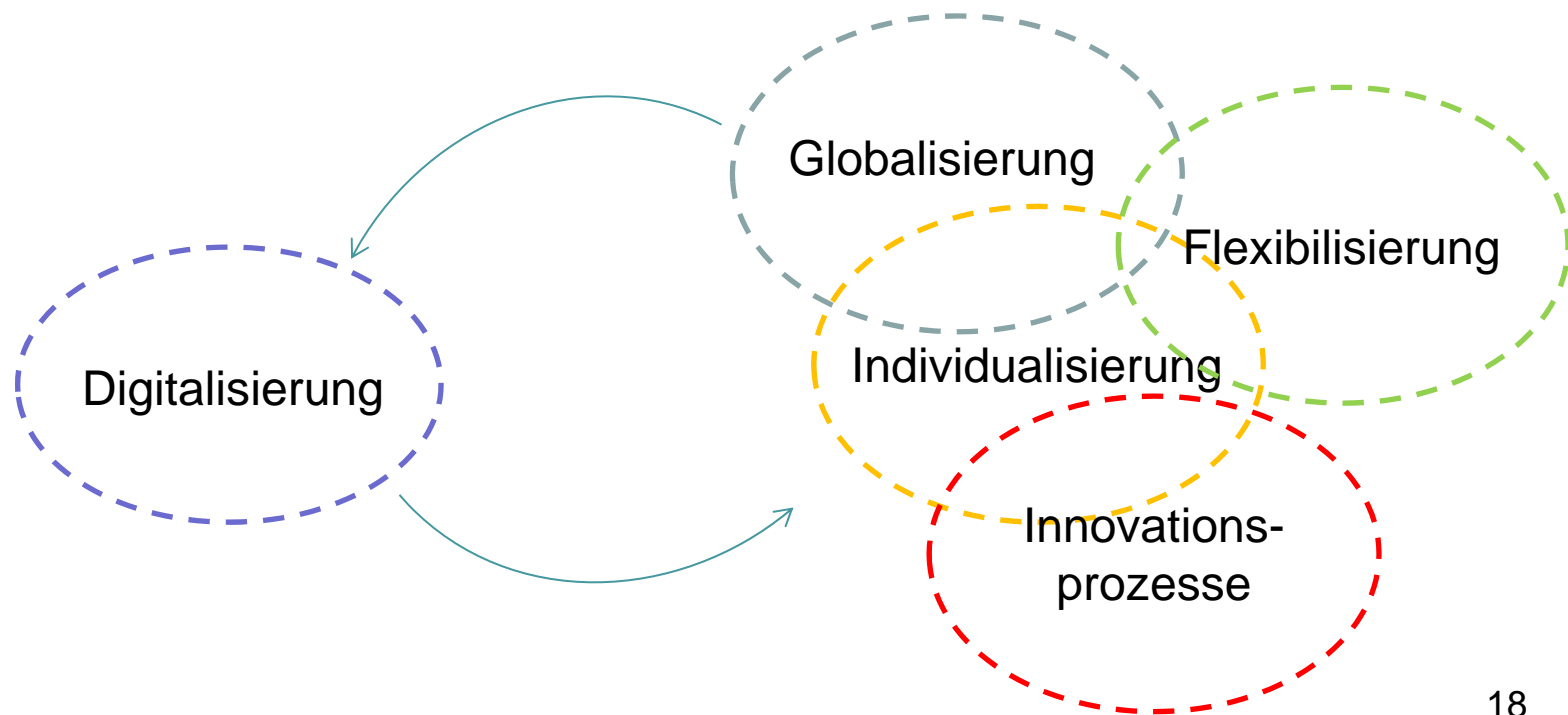 Globalisierung
Flexibilisierung
Individualisierung
Digitalisierung
Innovations-
prozesse
18